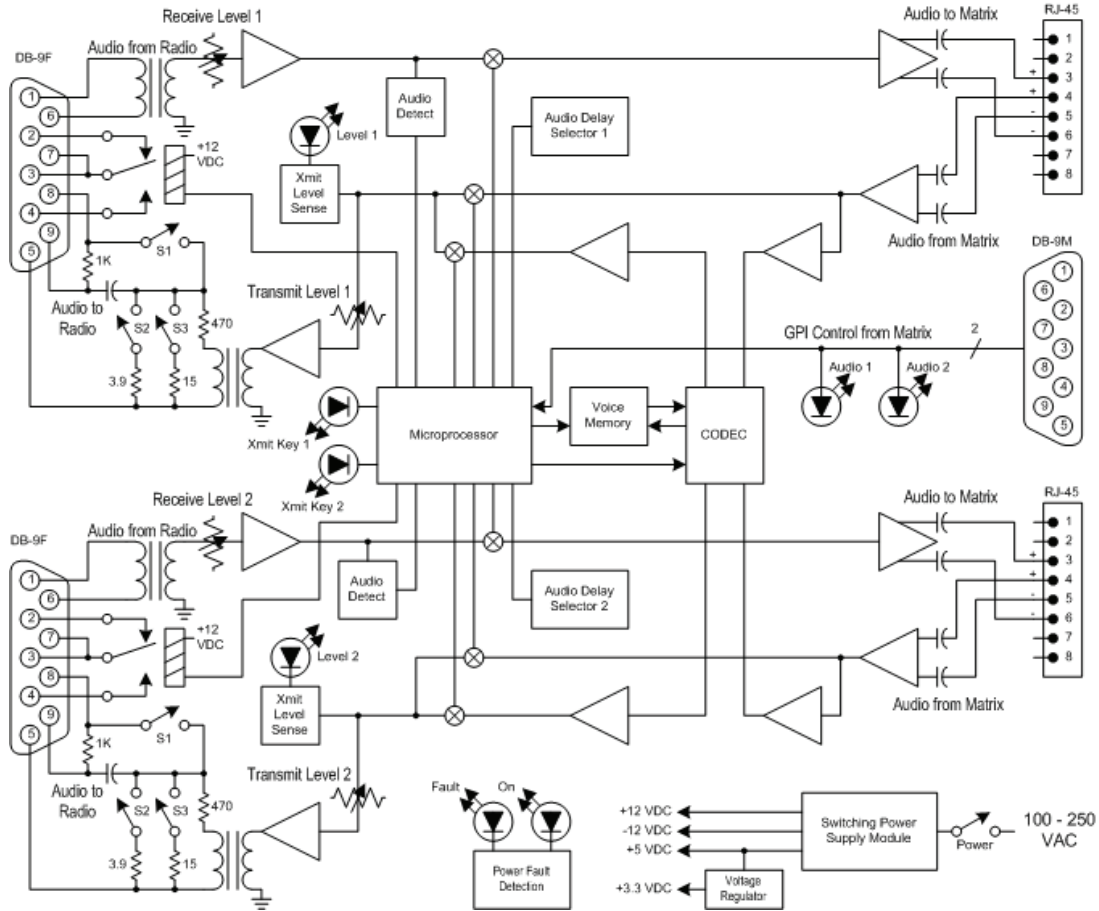 Receive Level 1
Audio to Matrix
RJ-45
DB-9F
Audio from Radio
1
6
2
7
3
8
4
9
5
+12
VDC
Audio
Detect
Level 1
Xmit
Level
Sense
Audio Delay
Selector 1
1
2
+
3
+
4
-
5
-
6
7
8
S1
1K
Audio to
Radio
S2
S3
470
3.9
15
Transmit Level 1
Audio from Matrix
DB-9M
1
6
2
7
3
8
4
9
5
GPI Control from Matrix
2
Audio 1
Audio 2
Xmit Key 1
Xmit Key 2
Microprocessor
Voice
Memory
CODEC
Receive Level 2
Audio to Matrix
RJ-45
DB-9F
Audio from Radio
1
6
2
7
3
8
4
9
5
+12
VDC
Audio
Detect
Level 2
Xmit
Level
Sense
Audio Delay
Selector 2
1
2
+
3
+
4
-
5
-
6
7
8
Audio from Matrix
S1
1K
Audio to
Radio
S2
S3
470
3.9
15
Transmit Level 2
Fault
On
Power Fault
Detection
+12 VDC
-12 VDC
+5 VDC
+3.3 VDC
Voltage
Regulator
Switching Power
Supply Module
Power
100 - 250
VAC